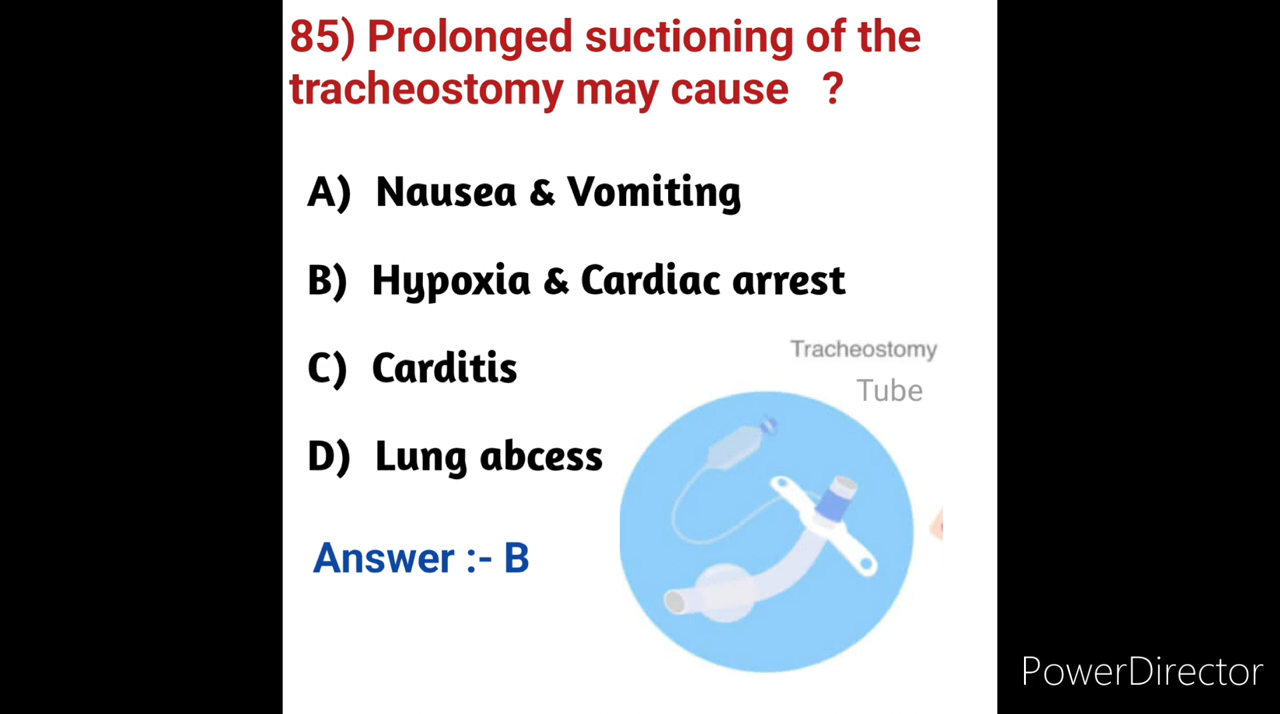 85) Prolonged suctioning of the
tracheostomy may cause ?
A) Nausea & Vomiting
B) Hypoxia & Cardiac arrest
C) Carditis
D) Lung abcess
Tracheostomy
Tube
Answer :- B
PowerDirector